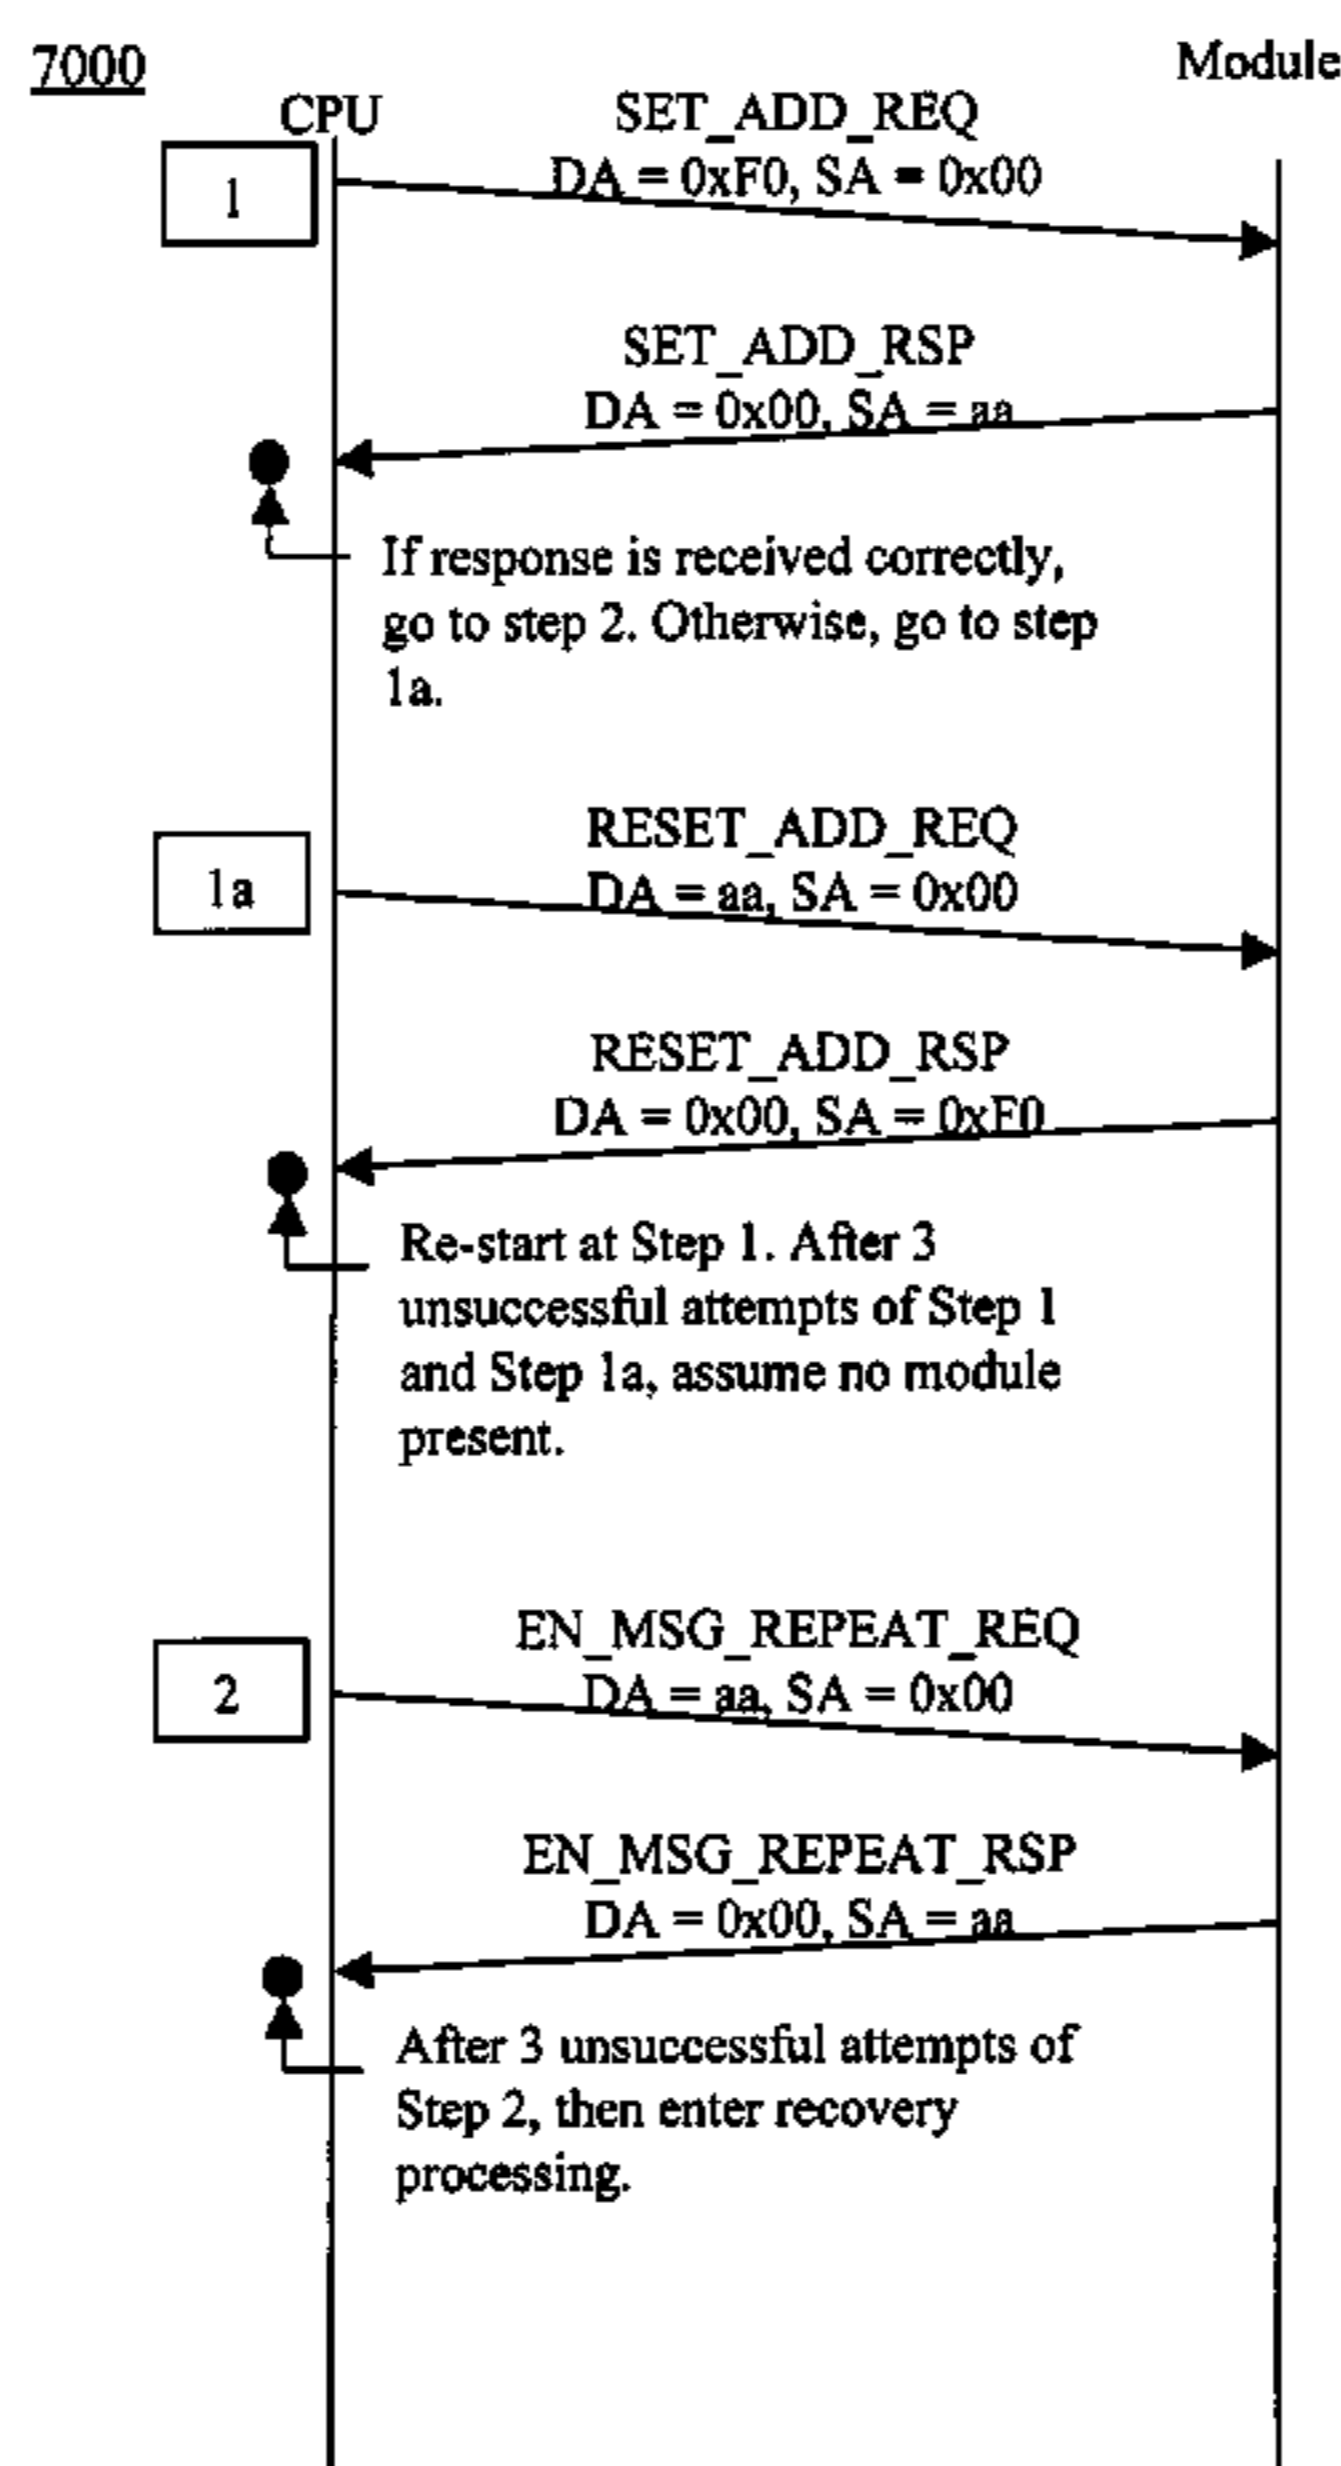 7000
Module
CPU
SET_ADD_REQ
1
DA = 0xF0, SA = 0x00
SET_ADD_RSP
DA = 0x00, SA = aa
If response is received correctly,
go to step 2. Otherwise, go to step
1a.
RESET_ADD_REQ
1a
DA = aa, SA = 0x00
RESET_ADD_RSP
DA = 0x00, SA = 0xF0
Re-start at Step 1. After 3
unsuccessful attempts of Step 1
and Step 1a, assume no module
present.
EN_MSG_REPEAT_REQ
2
DA = aa, SA = 0x00
EN_MSG_REPEAT_RSP
DA = 0x00, SA = aa
After 3 unsuccessful attempts of
Step 2, then enter recovery
processing.